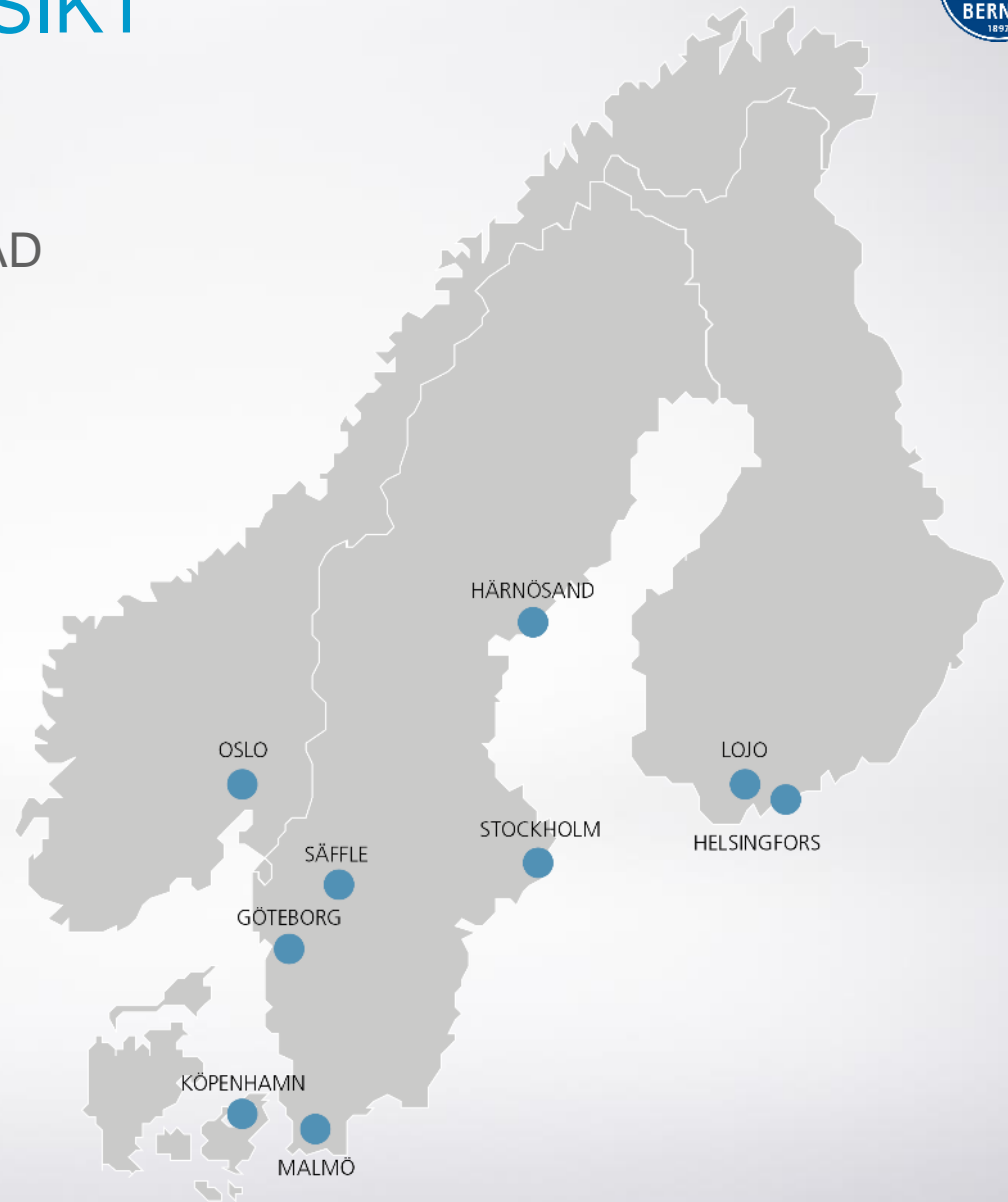 SIKT
BERN
1897
AD
HÄRNÖSAND
OSLO
LOJO
STOCKHOLM
HELSINGFORS
SÄFFLE
GÖTEBORG
KÖPENHAMN
MALMÖ